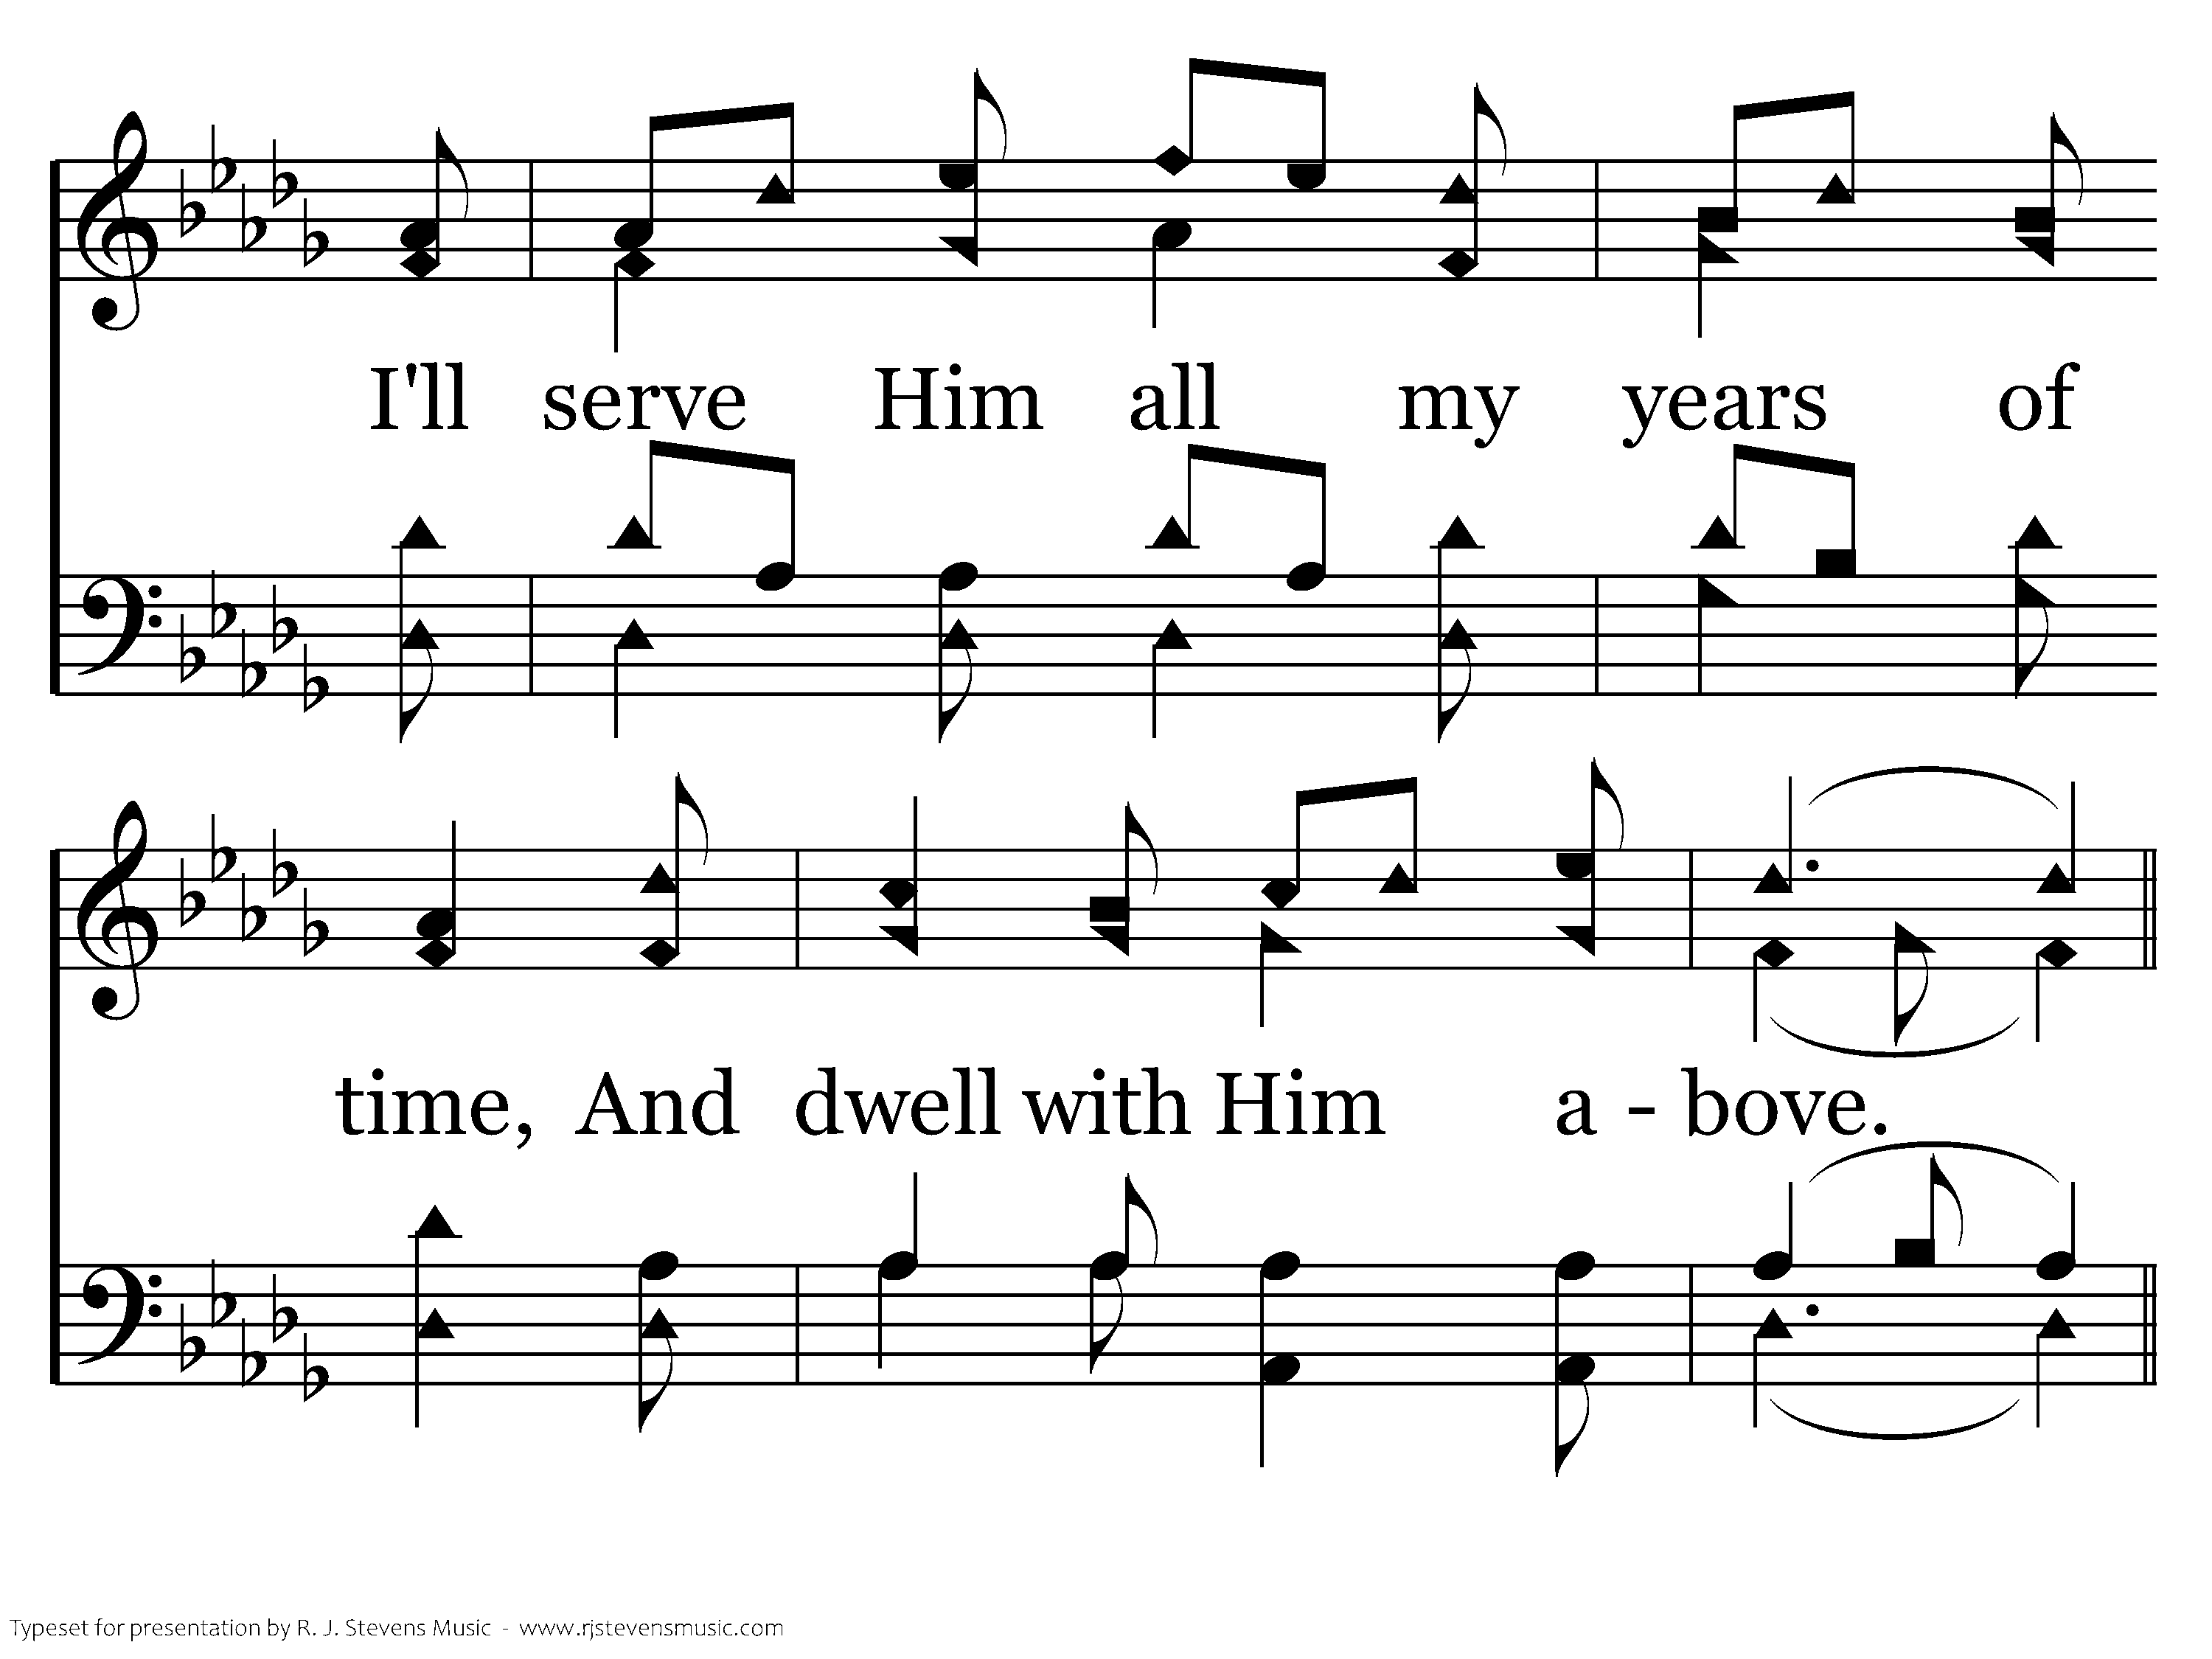 I'll serve Him all my years of
time, And dwell with Him a - bove.
Typeset for presentation by R. J. Stevens Music - www.rjstevensmusic.com